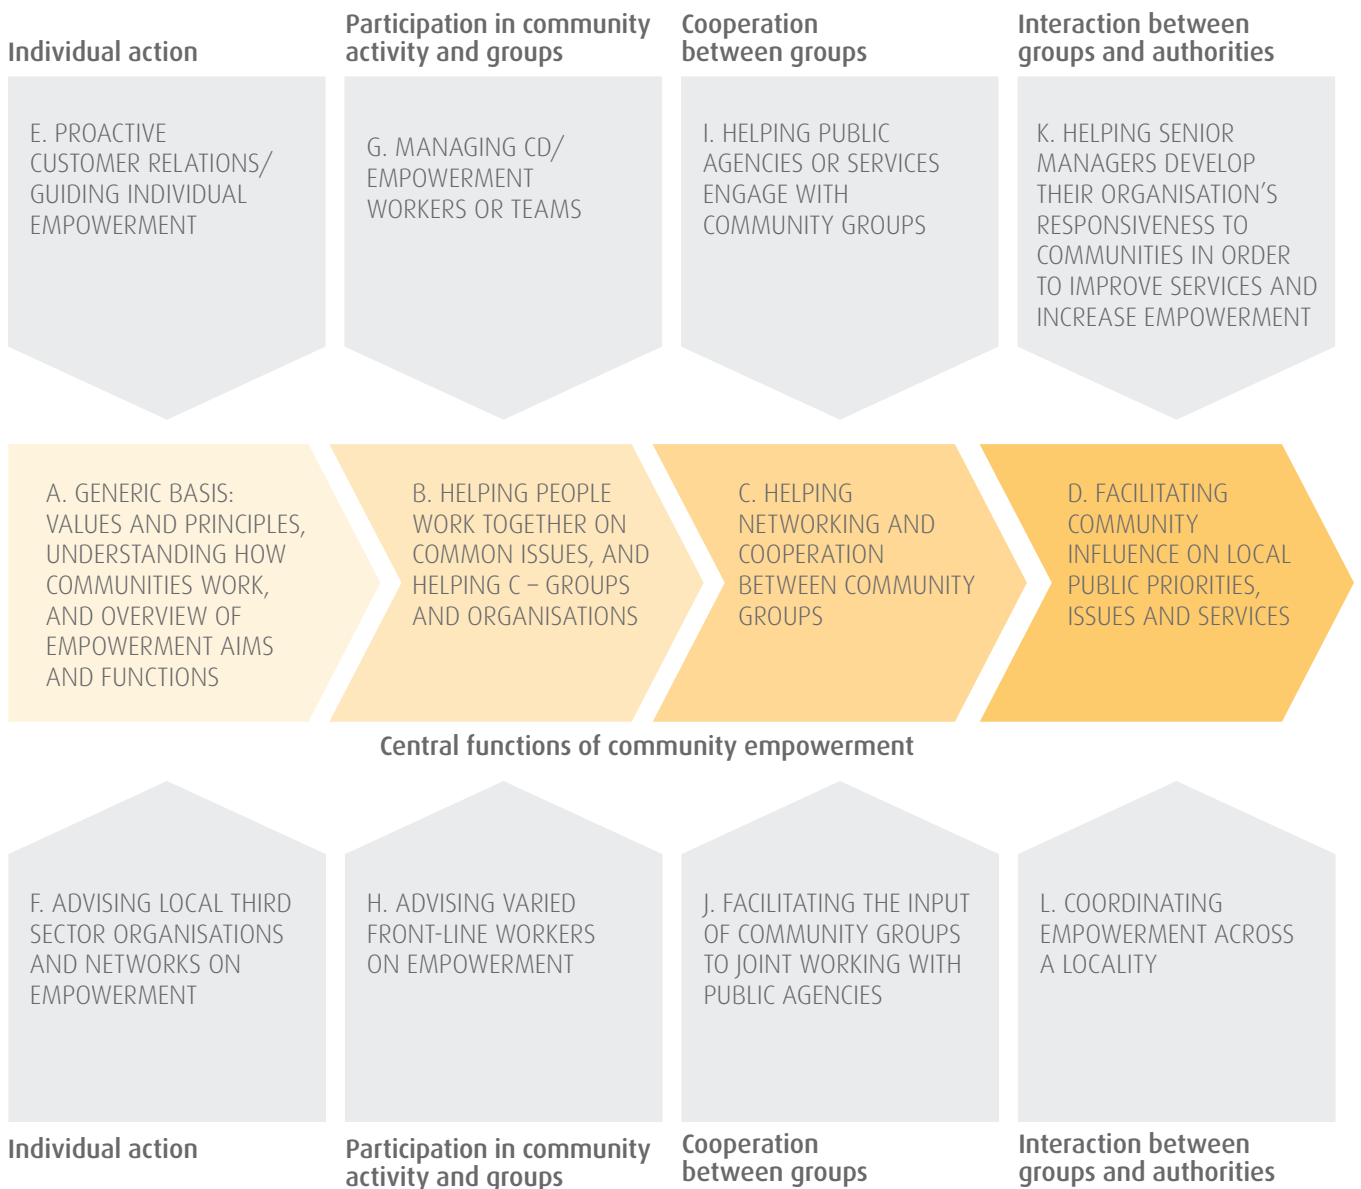 Individual action
Participation in community
activity and groups
Cooperation
between groups
Interaction between
groups and authorities
E. PROACTIVE
CUSTOMER RELATIONS/
GUIDING INDIVIDUAL
EMPOWERMENT
G. MANAGING CD/
EMPOWERMENT
WORKERS OR TEAMS
I. HELPING PUBLIC
AGENCIES OR SERVICES
ENGAGE WITH
COMMUNITY GROUPS
K. HELPING SENIOR
MANAGERS DEVELOP
THEIR ORGANISATION’S
RESPONSIVENESS TO
COMMUNITIES IN ORDER
TO IMPROVE SERVICES AND
INCREASE EMPOWERMENT
A. GENERIC BASIS:
VALUES AND PRINCIPLES,
UNDERSTANDING HOW
COMMUNITIES WORK,
AND OVERVIEW OF
EMPOWERMENT AIMS
AND FUNCTIONS
B. HELPING PEOPLE
WORK TOGETHER ON
COMMON ISSUES, AND
HELPING C – GROUPS
AND ORGANISATIONS
C. HELPING
NETWORKING AND
COOPERATION
BETWEEN COMMUNITY
GROUPS
D. FACILITATING
COMMUNITY
INFLUENCE ON LOCAL
PUBLIC PRIORITIES,
ISSUES AND SERVICES
Central functions of community empowerment
F. ADVISING LOCAL THIRD
SECTOR ORGANISATIONS
AND NETWORKS ON
EMPOWERMENT
H. ADVISING VARIED
FRONT-LINE WORKERS
ON EMPOWERMENT
J. FACILITATING THE INPUT
OF COMMUNITY GROUPS
TO JOINT WORKING WITH
PUBLIC AGENCIES
L. COORDINATING
EMPOWERMENT ACROSS
A LOCALITY
Individual action
Participation in community
activity and groups
Cooperation
between groups
Interaction between
groups and authorities